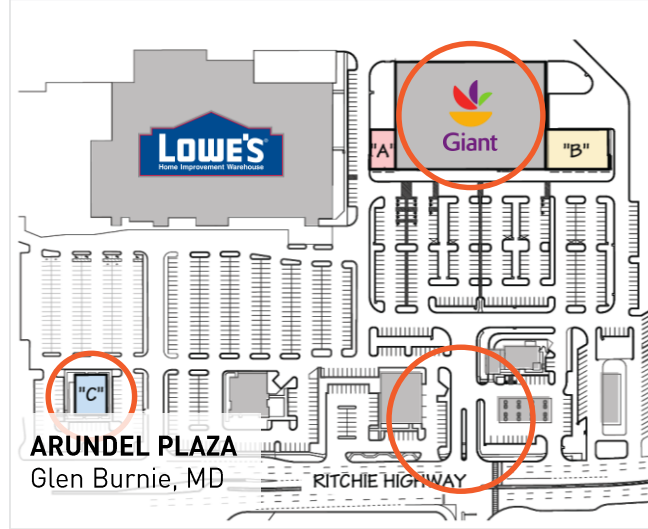 LOWE'S
Home Improvement Warehouse
Giant
"A"
"B"
"C"
ARUNDEL PLAZA
Glen Burnie, MD
RITCHIE HIGHWAY